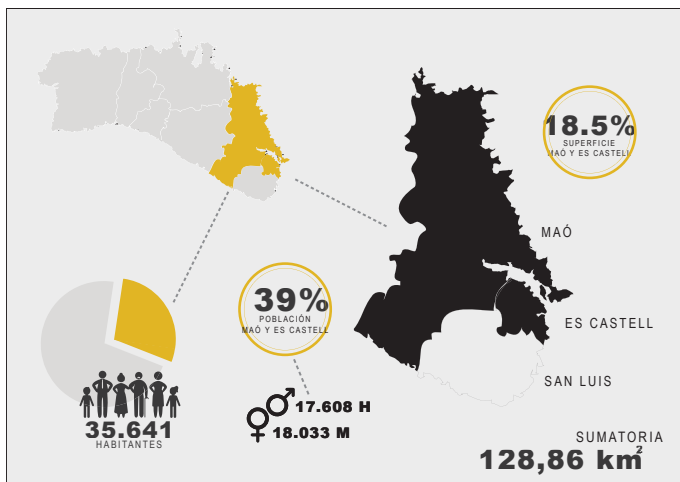 18.5%
SUPERFICIE
MAÓ Y ES CASTELL
MAÓ
39%
POBLACIÓN
MAÓ Y ES CASTELL
ES CASTELL
SAN LUIS
17.608 H
18.033 M
35.641
HABITANTES
SUMATORIA
128,86 km²